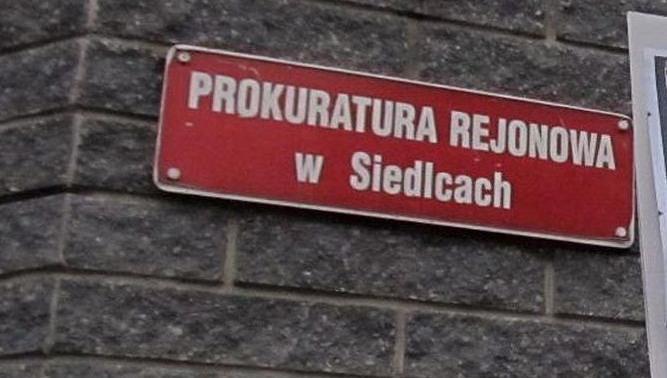 PROKURATURA REJONOWA
w Siedlcach